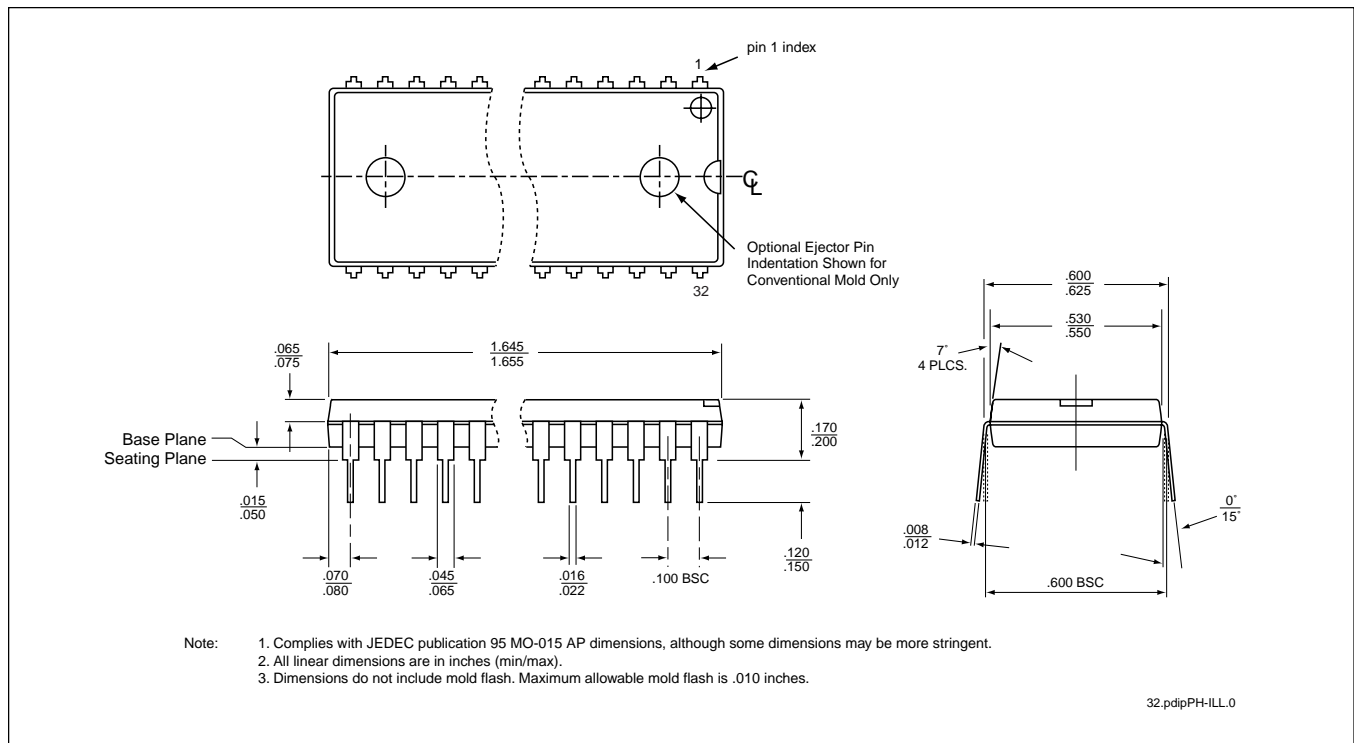 pin 1 index
1
℄
Optional Ejector Pin
Indentation Shown for
Conventional Mold Only
32
.600
.625
.530
.550
7°
4 PLCS.
.065
.075
1.645
1.655
.170
.200
Base Plane
Seating Plane
.015
.050
0°
15°
.008
.012
.120
.150
.070
.080
.045
.065
.016
.022
.100 BSC
.600 BSC
Note: 1. Complies with JEDEC publication 95 MO-015 AP dimensions, although some dimensions may be more stringent.
2. All linear dimensions are in inches (min/max).
3. Dimensions do not include mold flash. Maximum allowable mold flash is .010 inches.
32.pdipPH-ILL.0